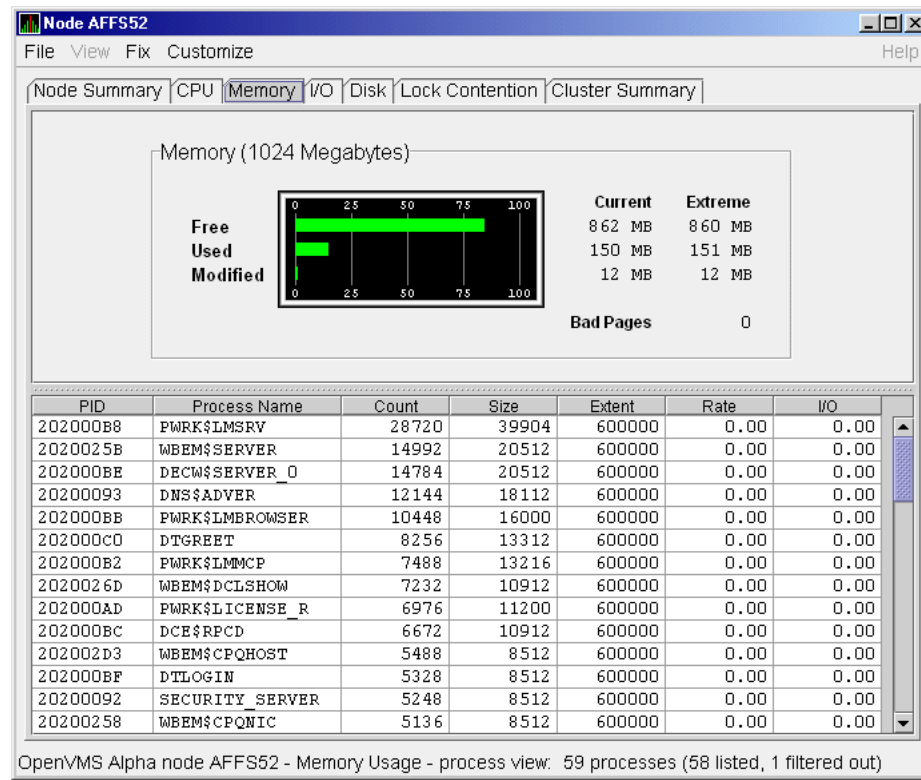 Node AFFS52
File View Fix Customize Help
Node Summary CPU Memory I/O Disk Lock Contention Cluster Summary
Memory (1024 Megabytes)
0 25 50 75 100 Current Extreme
Free 862 MB 860 MB
Used 150 MB 151 MB
Modified 12 MB 12 MB
0 25 50 75 100
Bad Pages 0
PID Process Name Count Size Extent Rate I/O
202000B8 PWRK$LMSRV 28720 39904 600000 0.00 0.00
2020025B WBEM$SERVER 14992 20512 600000 0.00 0.00
202000BE DECW$SERVER_0 14784 20512 600000 0.00 0.00
20200093 DNS$ADVER 12144 18112 600000 0.00 0.00
202000BB PWRK$LMBROWSER 10448 16000 600000 0.00 0.00
202000C0 DTGREET 8256 13312 600000 0.00 0.00
202000B2 PWRK$LMMCP 7488 13216 600000 0.00 0.00
2020026D WBEM$DCLSHOW 7232 10912 600000 0.00 0.00
202000AD PWRK$LICENSE_R 6976 11200 600000 0.00 0.00
202000BC DCE$RPCD 6672 10912 600000 0.00 0.00
202002D3 WBEM$CPQHOST 5488 8512 600000 0.00 0.00
202000BF DTLOGIN 5328 8512 600000 0.00 0.00
20200092 SECURITY_SERVER 5248 8512 600000 0.00 0.00
20200258 WBEM$CPQNIC 5136 8512 600000 0.00 0.00
OpenVMS Alpha node AFFS52 - Memory Usage - process view: 59 processes (58 listed, 1 filtered out)